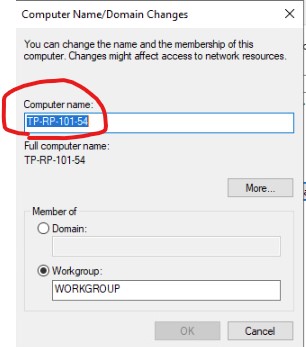 Computer Name/Domain Changes
You can change the name and the membership of this
computer. Changes might affect access to network resources.
Computer name:
TP-RP-101-54
Full computer name:
TP-RP-101-54
More...
Member of
Domain:
Workgroup:
WORKGROUP
OK
Cancel